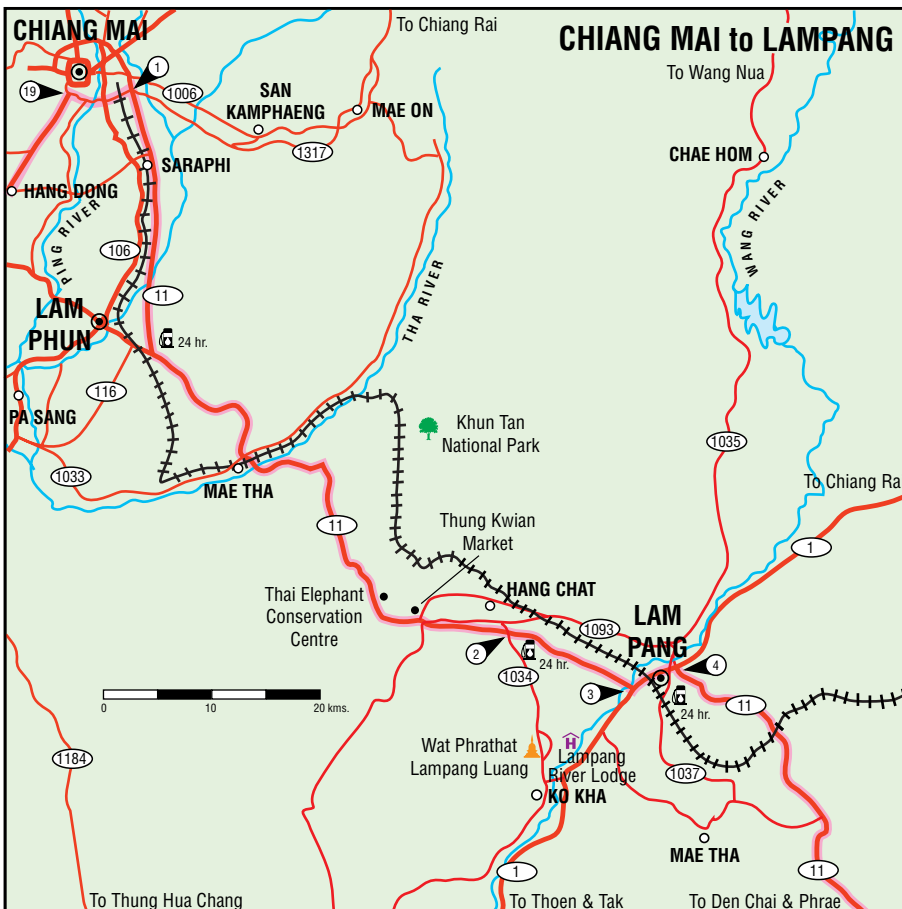 CHIANG MAI
To Chiang Rai
CHIANG MAI to LAMPANG
To Wang Nua
1
19
1006
SAN
KAMPHAENG
MAE ON
1317
CHAE HOM
SARAPHI
HANG DONG
PING RIVER
WANG RIVER
106
THA RIVER
11
LAM
PHUN
24 hr.
116
PA SANG
Khun Tan
National Park
1035
1033
MAE THA
To Chiang Ra
11
Thung Kwian
Market
1
Thai Elephant
Conservation
Centre
HANG CHAT
LAM
PANG
1093
2
24 hr.
1034
4
3
0
10
20 kms.
24 hr.
11
Wat Phrathat
Lampang Luang
Lampang
River Lodge
H
KO KHA
1037
1184
MAE THA
1
11
To Thung Hua Chang
To Thoen & Tak
To Den Chai & Phrae